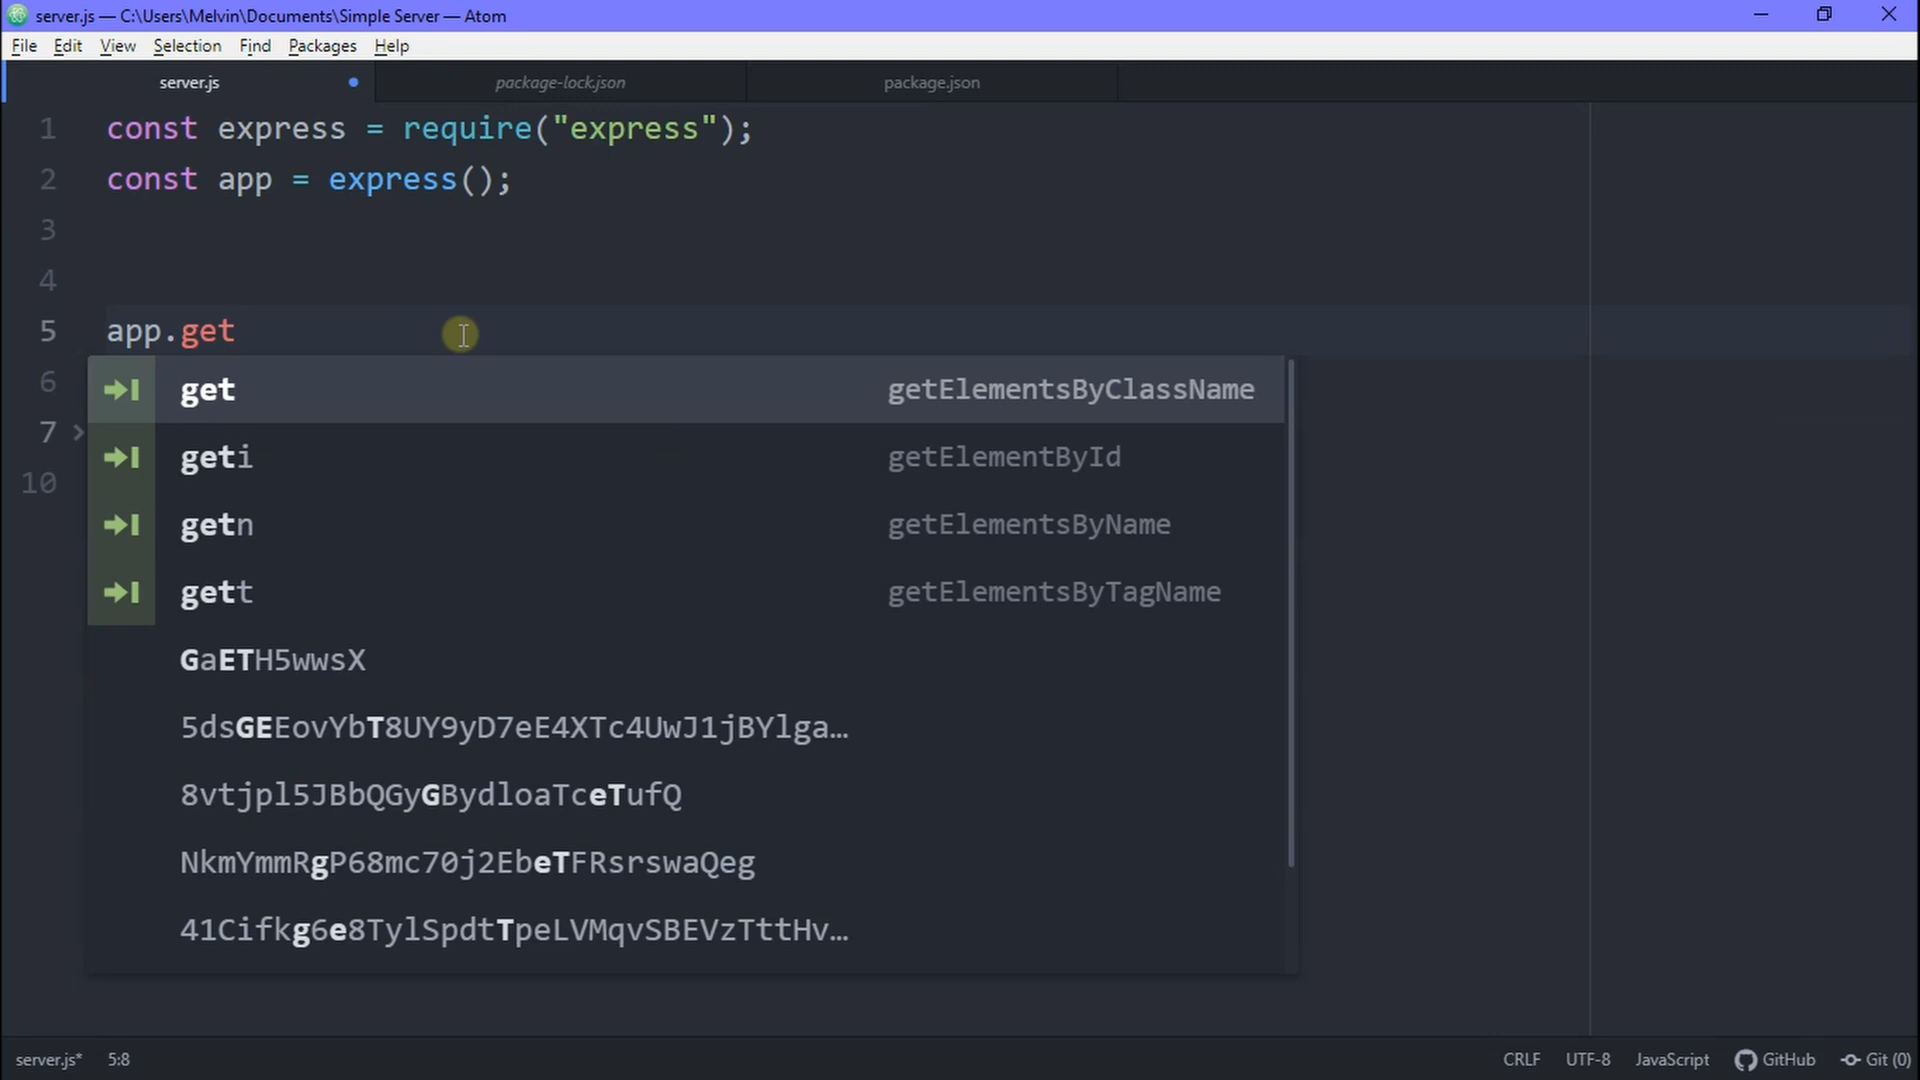 server.js — C:\Users\Melvin\Documents\Simple Server — Atom
File Edit View Selection Find Packages Help
server.js package-lock.json package.json
1 const express = require("express");
2 const app = express();
3
4
5 app.get
6 get getElementsByClassName
7 geti getElementById
10 getn getElementsByName
gett getElementsByTagName
GaETH5wwsX
5dsGEEovYbT8UY9yD7eE4XTc4UwJ1jBYlga…
8vtjpl5JBbQGyGBydloaTceTufQ
NkmYmmRgP68mc70j2EbeTFRsrswaQeg
41Cifkg6e8TylSpdtTpeLVMqvSBEVzTttHv…
server.js* 5:8 CRLF UTF-8 JavaScript GitHub Git (0)